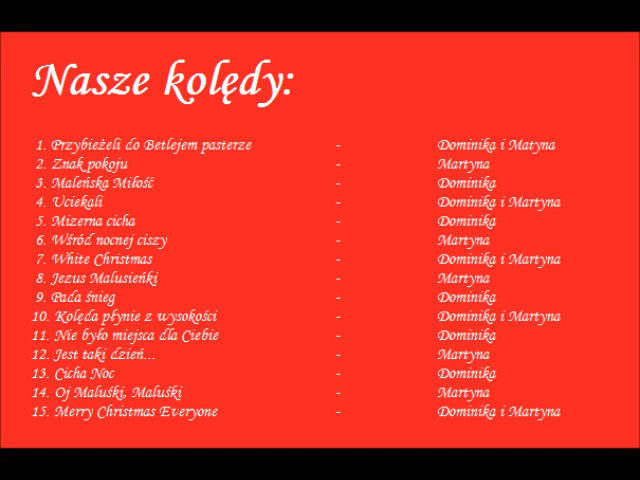 Nasze kolędy:
1. Przybieżeli do Betlejem pasterze - Dominika i Matyna
2. Znak pokoju - Martyna
3. Maleńska Miłość - Dominika
4. Uciekali - Dominika i Martyna
5. Mizerna cicha - Dominika
6. Wśród nocnej ciszy - Martyna
7. White Christmas - Dominika i Martyna
8. Jezus Malusieńki - Martyna
9. Pada śnieg - Dominika
10. Kolęda płynie z wysokości - Dominika i Martyna
11. Nie było miejsca dla Ciebie - Dominika
12. Jest taki dzień... - Martyna
13. Cicha Noc - Dominika
14. Oj Maluśki, Maluśki - Martyna
15. Merry Christmas Everyone - Dominika i Martyna